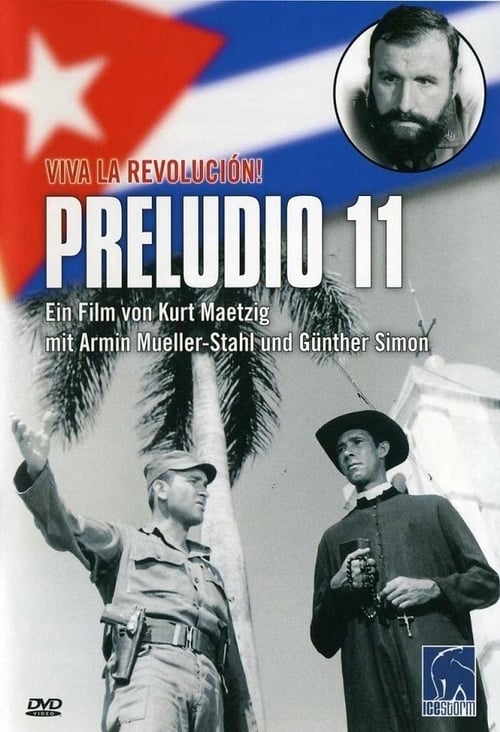 VIVA LA REVOLUCIÓN!
PRELUDIO 11
Ein Film von Kurt Maetzig
mit Armin Mueller-Stahl und Günther Simon
DVD
VIDEO
ICESTORM